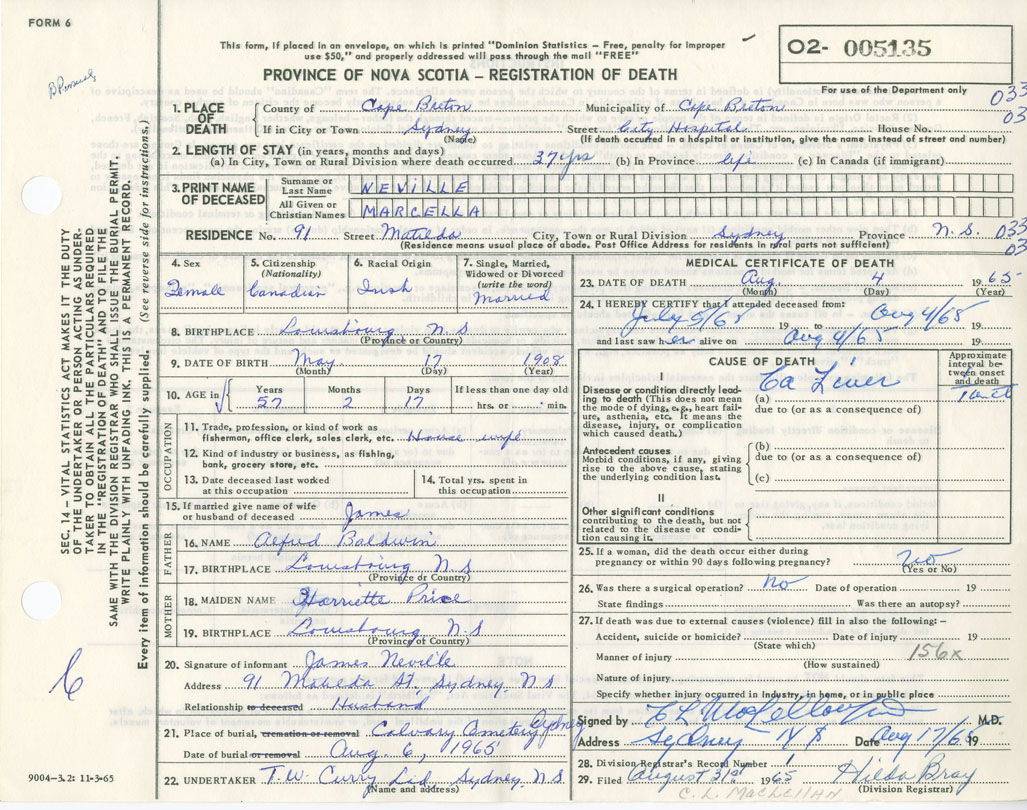 FORM 6
This form, if placed in an envelope, on which is printed "Dominion Statistics – Free, penalty for improper
use $50," and properly addressed will pass through the mail "FREE"
O2- 005135
For use of the Department only
PROVINCE OF NOVA SCOTIA – REGISTRATION OF DEATH
033
03
1. PLACE OF DEATH
County of Cape Breton Municipality of Cape Breton
If in City or Town Sydney Street City Hospital House No.
(Name) (If death occurred in a hospital or institution, give the name instead of street and number)
2. LENGTH OF STAY (in years, months and days)
(a) In City, Town or Rural Division where death occurred 37 yrs (b) In Province life (c) In Canada (if immigrant)
3. PRINT NAME OF DECEASED
Surname or Last Name NEVILLE
All Given or Christian Names MARCELLA
RESIDENCE No. 91 Street Matilda City, Town or Rural Division Sydney Province N.S. 033
(Residence means usual place of abode. Post Office Address for residents in rural parts not sufficient) 03
4. Sex
Female
5. Citizenship
(Nationality)
Canadian
6. Racial Origin
Irish
7. Single, Married,
Widowed or Divorced
(write the word)
Married
8. BIRTHPLACE Louisbourg N S
(Province or Country)
9. DATE OF BIRTH May 17 1908
(Month) (Day) (Year)
10. AGE in
Years Months Days If less than one day old
57 2 17 hrs. or min.
OCCUPATION
11. Trade, profession, or kind of work as
fisherman, office clerk, sales clerk, etc. House wife
12. Kind of industry or business, as fishing,
bank, grocery store, etc.
13. Date deceased last worked
at this occupation
14. Total yrs. spent in
this occupation
15. If married give name of wife
or husband of deceased James
FATHER
16. NAME Alfred Baldwin
17. BIRTHPLACE Louisbourg N S
(Province or Country)
MOTHER
18. MAIDEN NAME Harriette Price
19. BIRTHPLACE Louisbourg N.S
(Province or Country)
20. Signature of informant James Neville
Address 91 Matilda St, Sydney, N S
Relationship to deceased Husband
21. Place of burial, cremation or removal Calvary Cemetery Sydney
Date of burial or removal Aug. 6, 1965
22. UNDERTAKER T.W. Curry Ltd, Sydney, N.S
(Name and address)
MEDICAL CERTIFICATE OF DEATH
23. DATE OF DEATH Aug. 4 1965
(Month) (Day) (Year)
24. I HEREBY CERTIFY that I attended deceased from:
July 5/65 19 to Aug 4/65 19
and last saw her alive on Aug 4/65 19
CAUSE OF DEATH
Approximate
interval be-
tween onset
and death
I
Disease or condition directly lead-
ing to death (This does not mean
the mode of dying, e.g., heart fail-
ure, asthenia, etc. It means the
disease, injury, or complication
which caused death.)
Ca Liver
(a)
due to (or as a consequence of)
Antecedent causes
Morbid conditions, if any, giving
rise to the above cause, stating
the underlying condition last.
(b)
due to (or as a consequence of)
(c)
II
Other significant conditions
contributing to the death, but not
related to the disease or condi-
tion causing it.
25. If a woman, did the death occur either during
pregnancy or within 90 days following pregnancy? No
(Yes or No)
26. Was there a surgical operation? No Date of operation 19
State findings Was there an autopsy?
27. If death was due to external causes (violence) fill in also the following:–
Accident, suicide or homicide? Date of injury 19
(State which)
Manner of injury 156x
(How sustained)
Nature of injury
Specify whether injury occurred in industry, in home, or in public place
Signed by M.D.
Address Sydney N S Date Aug 17/65 19
28. Division Registrar's Record Number
29. Filed August 31st 1965 Hilda Bray
(Division Registrar)
C. L. MacLellan
SEC. 14 – VITAL STATISTICS ACT MAKES IT THE DUTY
OF THE UNDERTAKER OR PERSON ACTING AS UNDER-
TAKER TO OBTAIN ALL THE PARTICULARS REQUIRED
IN THE "REGISTRATION OF DEATH" AND TO FILE THE
SAME WITH THE DIVISION REGISTRAR WHO SHALL ISSUE THE BURIAL PERMIT.
WRITE PLAINLY WITH UNFADING INK, THIS IS A PERMANENT RECORD.
Every item of information should be carefully supplied. (See reverse side for instructions.)
9004-3.2: 11-3-65